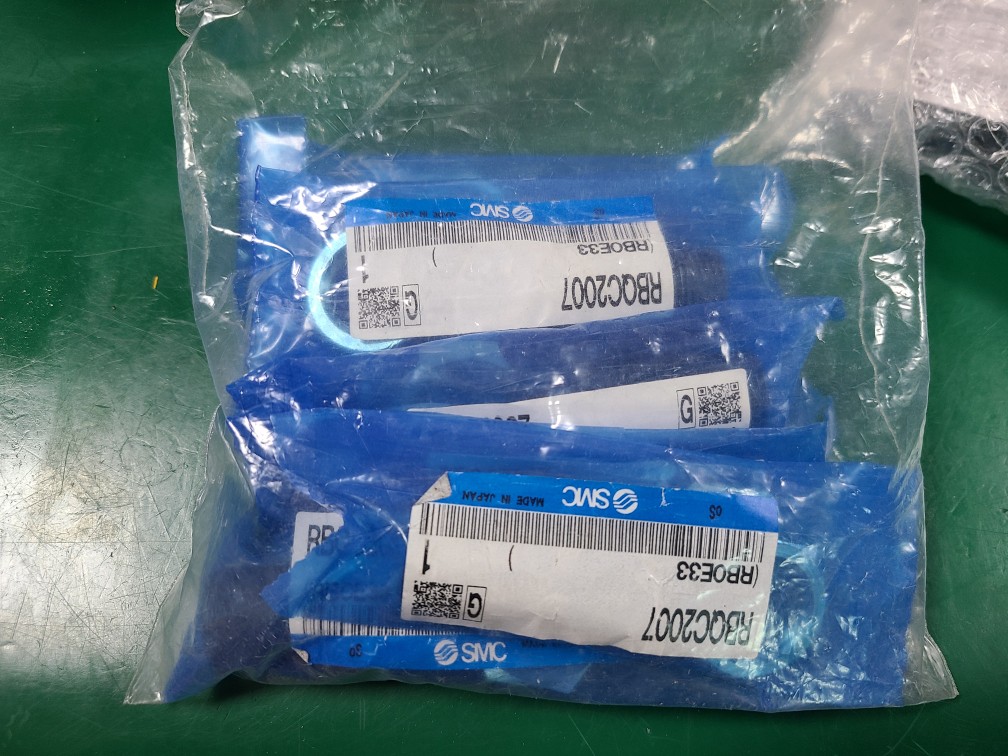 RBQC2007
G
(RBOE33 )
1
SMC MADE IN JAPAN
G
RBQC2007
G
(RBOE33 )
1
SMC MADE IN JAPAN
SMC